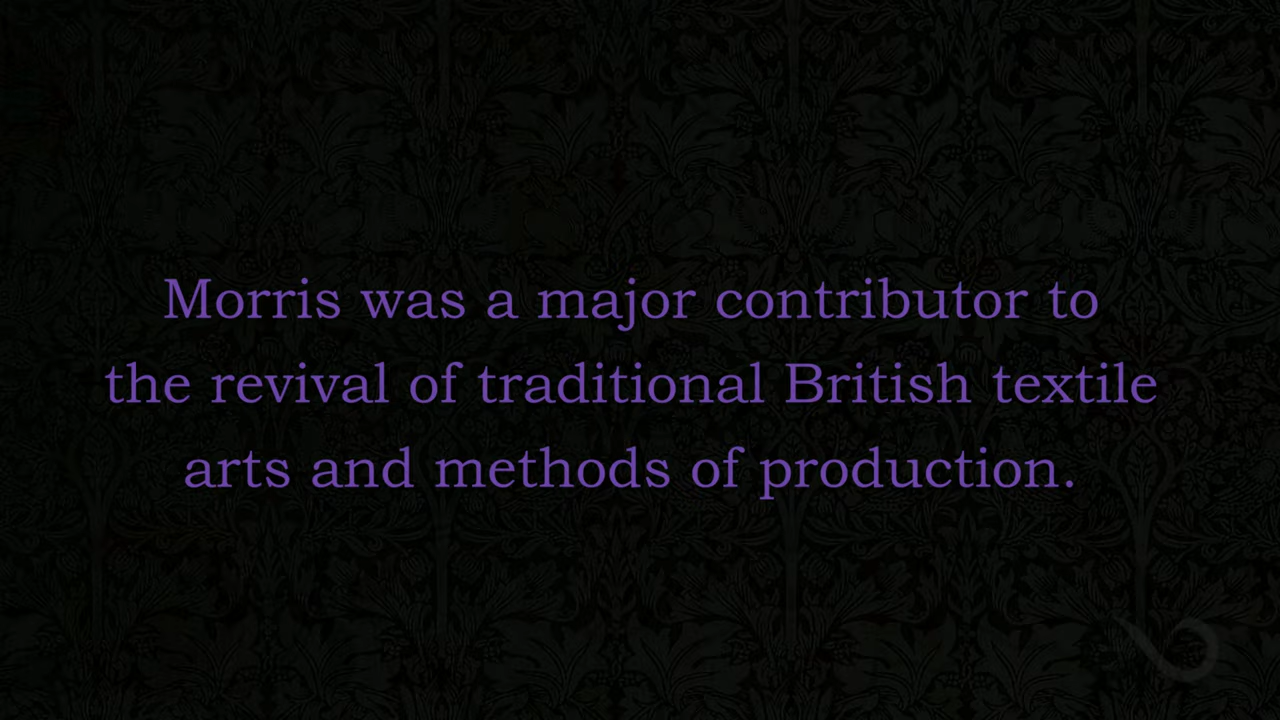 Morris was a major contributor to
the revival of traditional British textile
arts and methods of production.